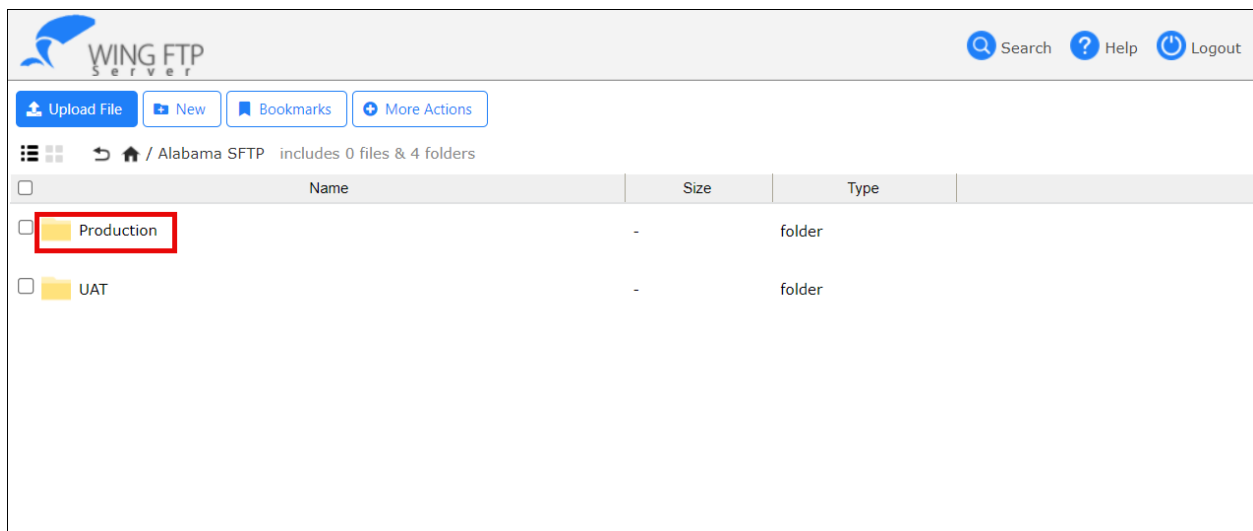 WING FTP
Server
Search Help Logout
Upload File New Bookmarks More Actions
/ Alabama SFTP includes 0 files & 4 folders
Name Size Type
Production - folder
UAT - folder